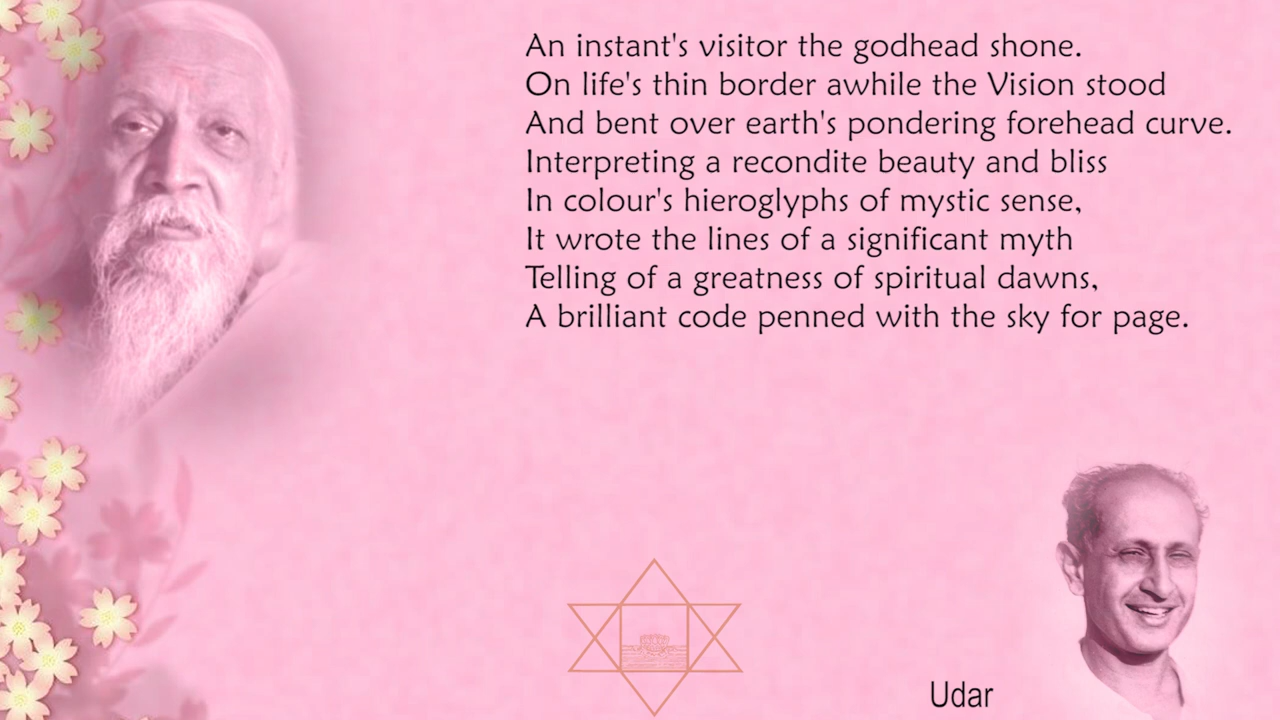 An instant's visitor the godhead shone.
On life's thin border awhile the Vision stood
And bent over earth's pondering forehead curve.
Interpreting a recondite beauty and bliss
In colour's hieroglyphs of mystic sense,
It wrote the lines of a significant myth
Telling of a greatness of spiritual dawns,
A brilliant code penned with the sky for page.
Udar